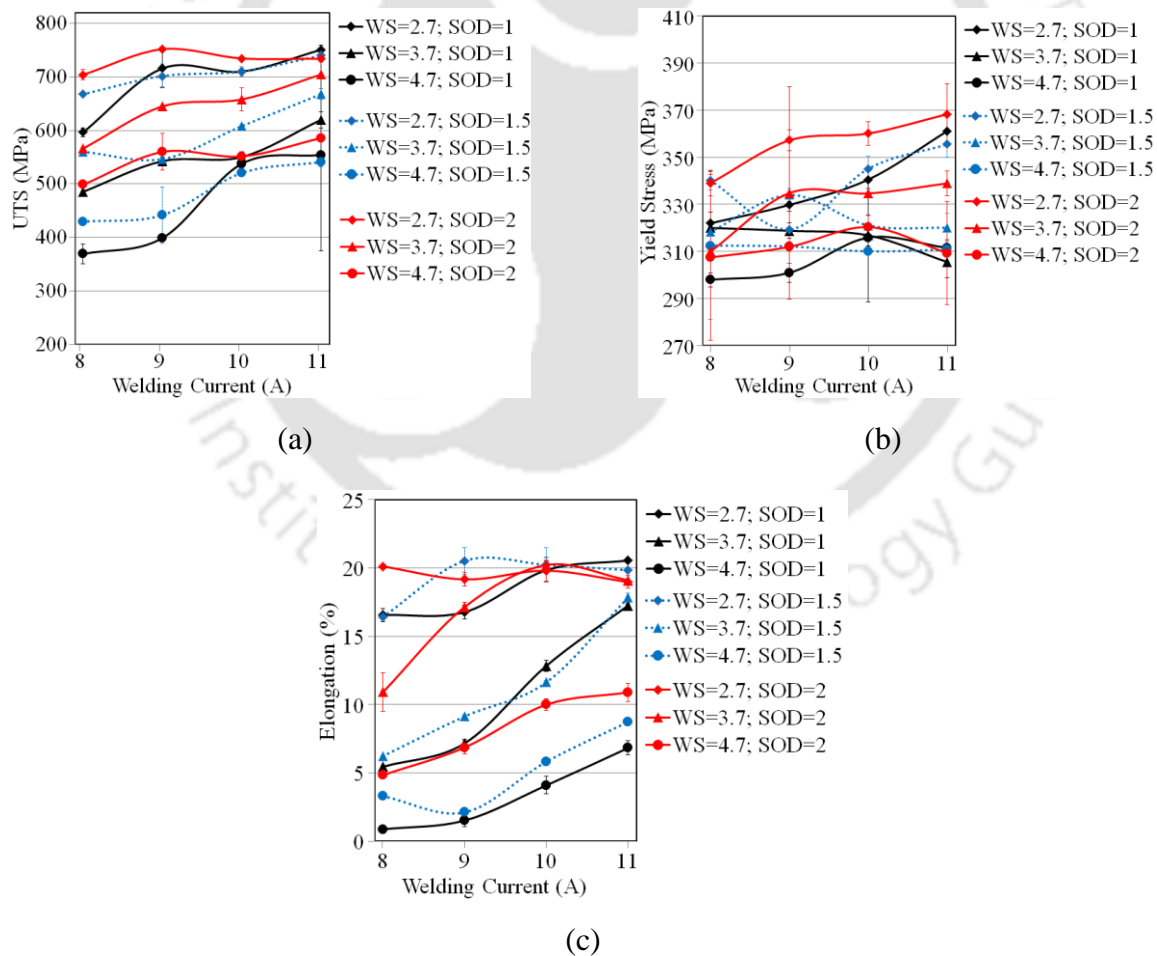 800
700
600
500
400
300
200
UTS (MPa)
8 9 10 11
Welding Current (A)
WS=2.7; SOD=1
WS=3.7; SOD=1
WS=4.7; SOD=1
WS=2.7; SOD=1.5
WS=3.7; SOD=1.5
WS=4.7; SOD=1.5
WS=2.7; SOD=2
WS=3.7; SOD=2
WS=4.7; SOD=2
(a)
410
390
370
350
330
310
290
270
Yield Stress (MPa)
8 9 10 11
Welding Current (A)
WS=2.7; SOD=1
WS=3.7; SOD=1
WS=4.7; SOD=1
WS=2.7; SOD=1.5
WS=3.7; SOD=1.5
WS=4.7; SOD=1.5
WS=2.7; SOD=2
WS=3.7; SOD=2
WS=4.7; SOD=2
(b)
25
20
15
10
5
0
Elongation (%)
8 9 10 11
Welding Current (A)
WS=2.7; SOD=1
WS=3.7; SOD=1
WS=4.7; SOD=1
WS=2.7; SOD=1.5
WS=3.7; SOD=1.5
WS=4.7; SOD=1.5
WS=2.7; SOD=2
WS=3.7; SOD=2
WS=4.7; SOD=2
(c)